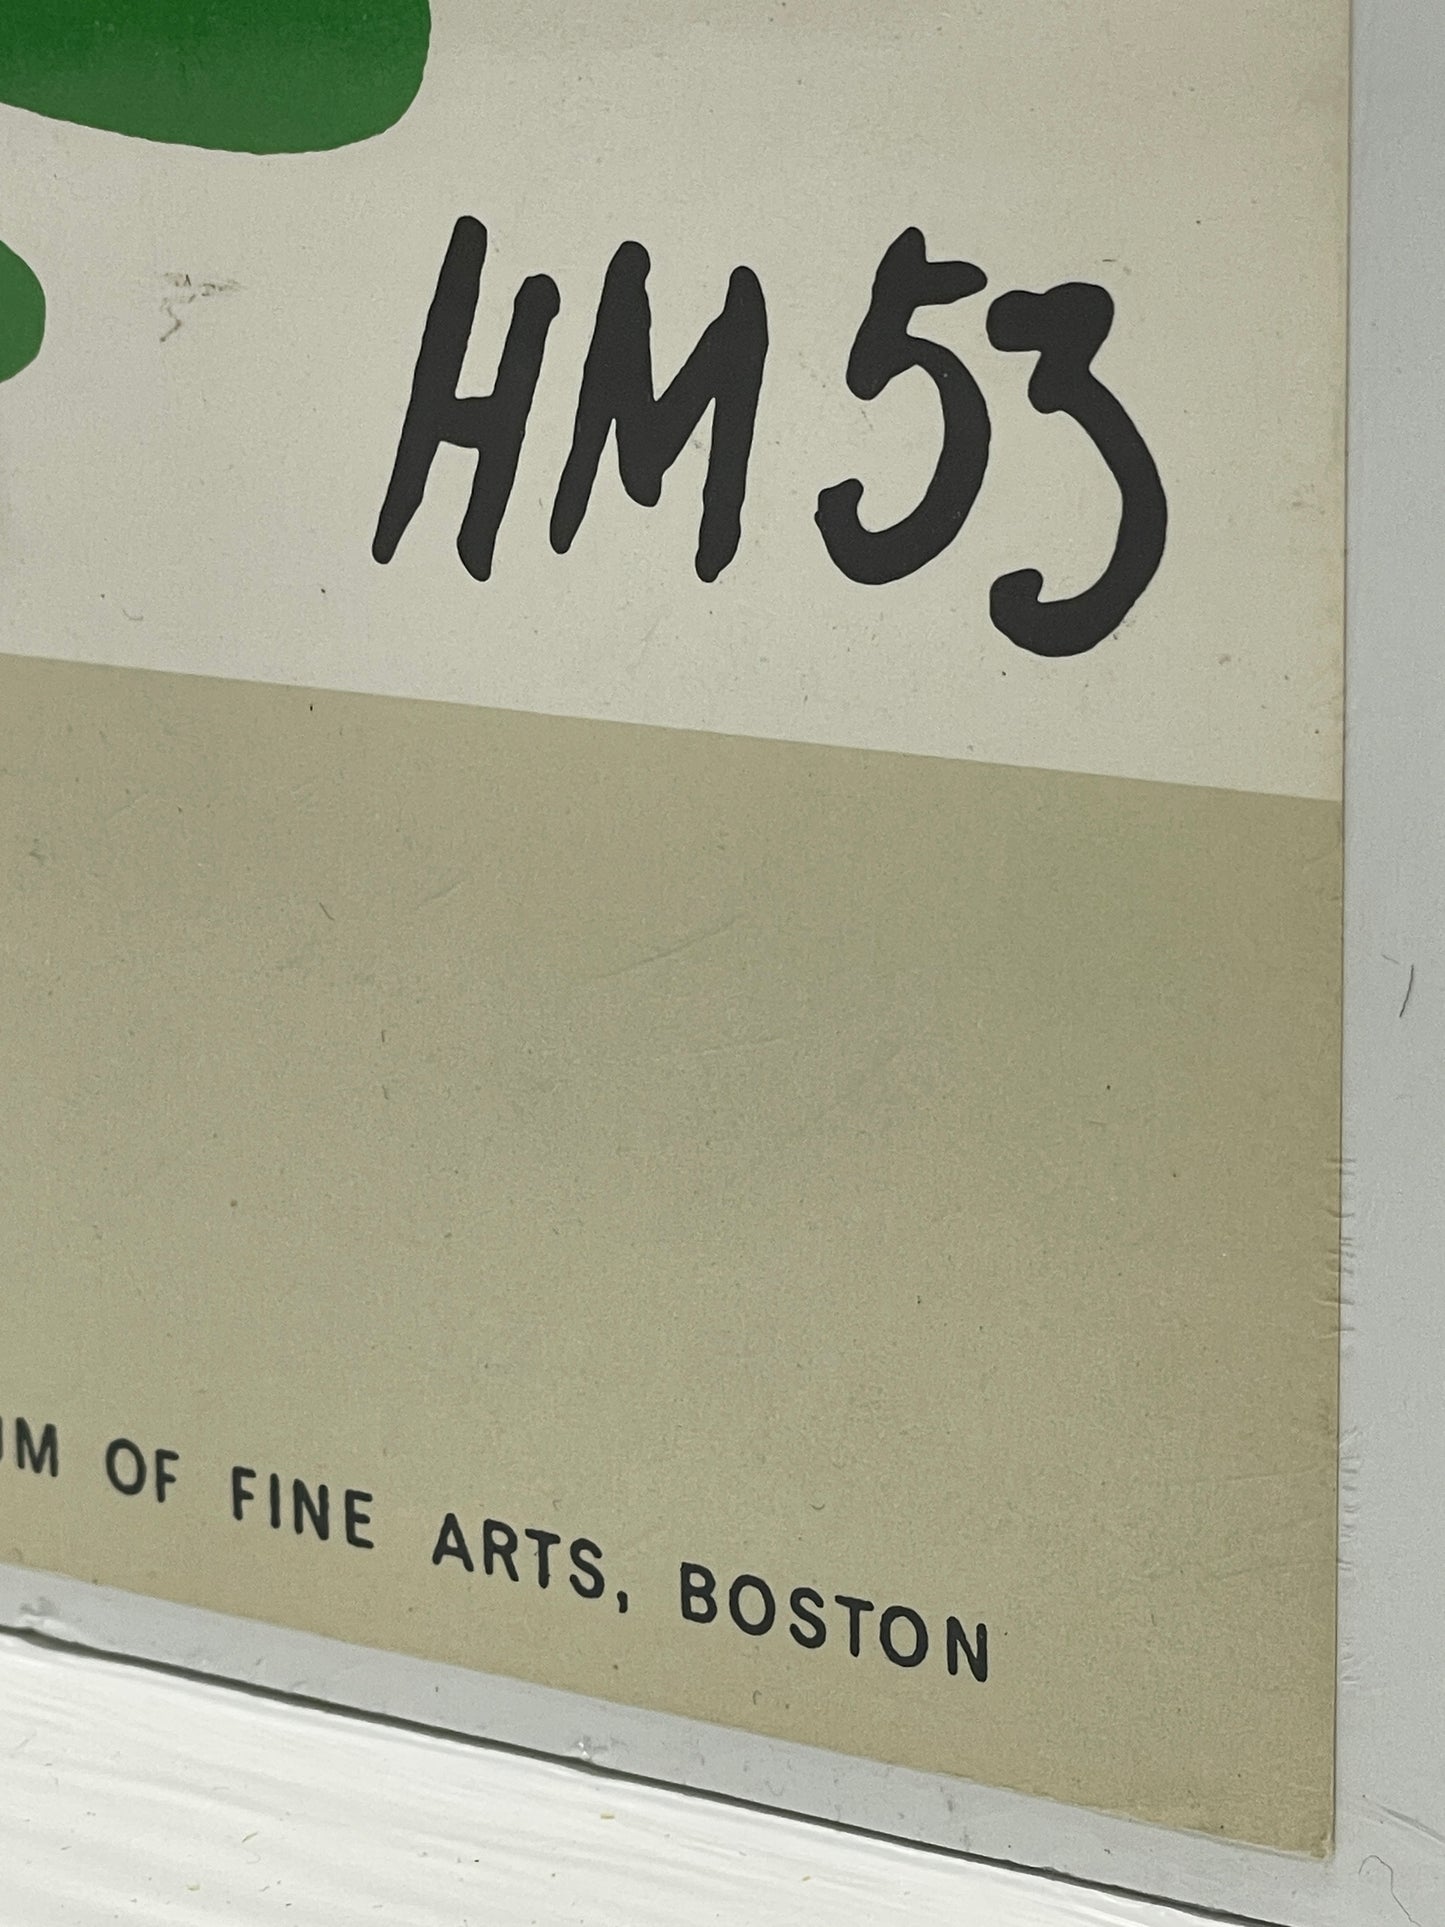 HM 53
UM OF FINE ARTS, BOSTON